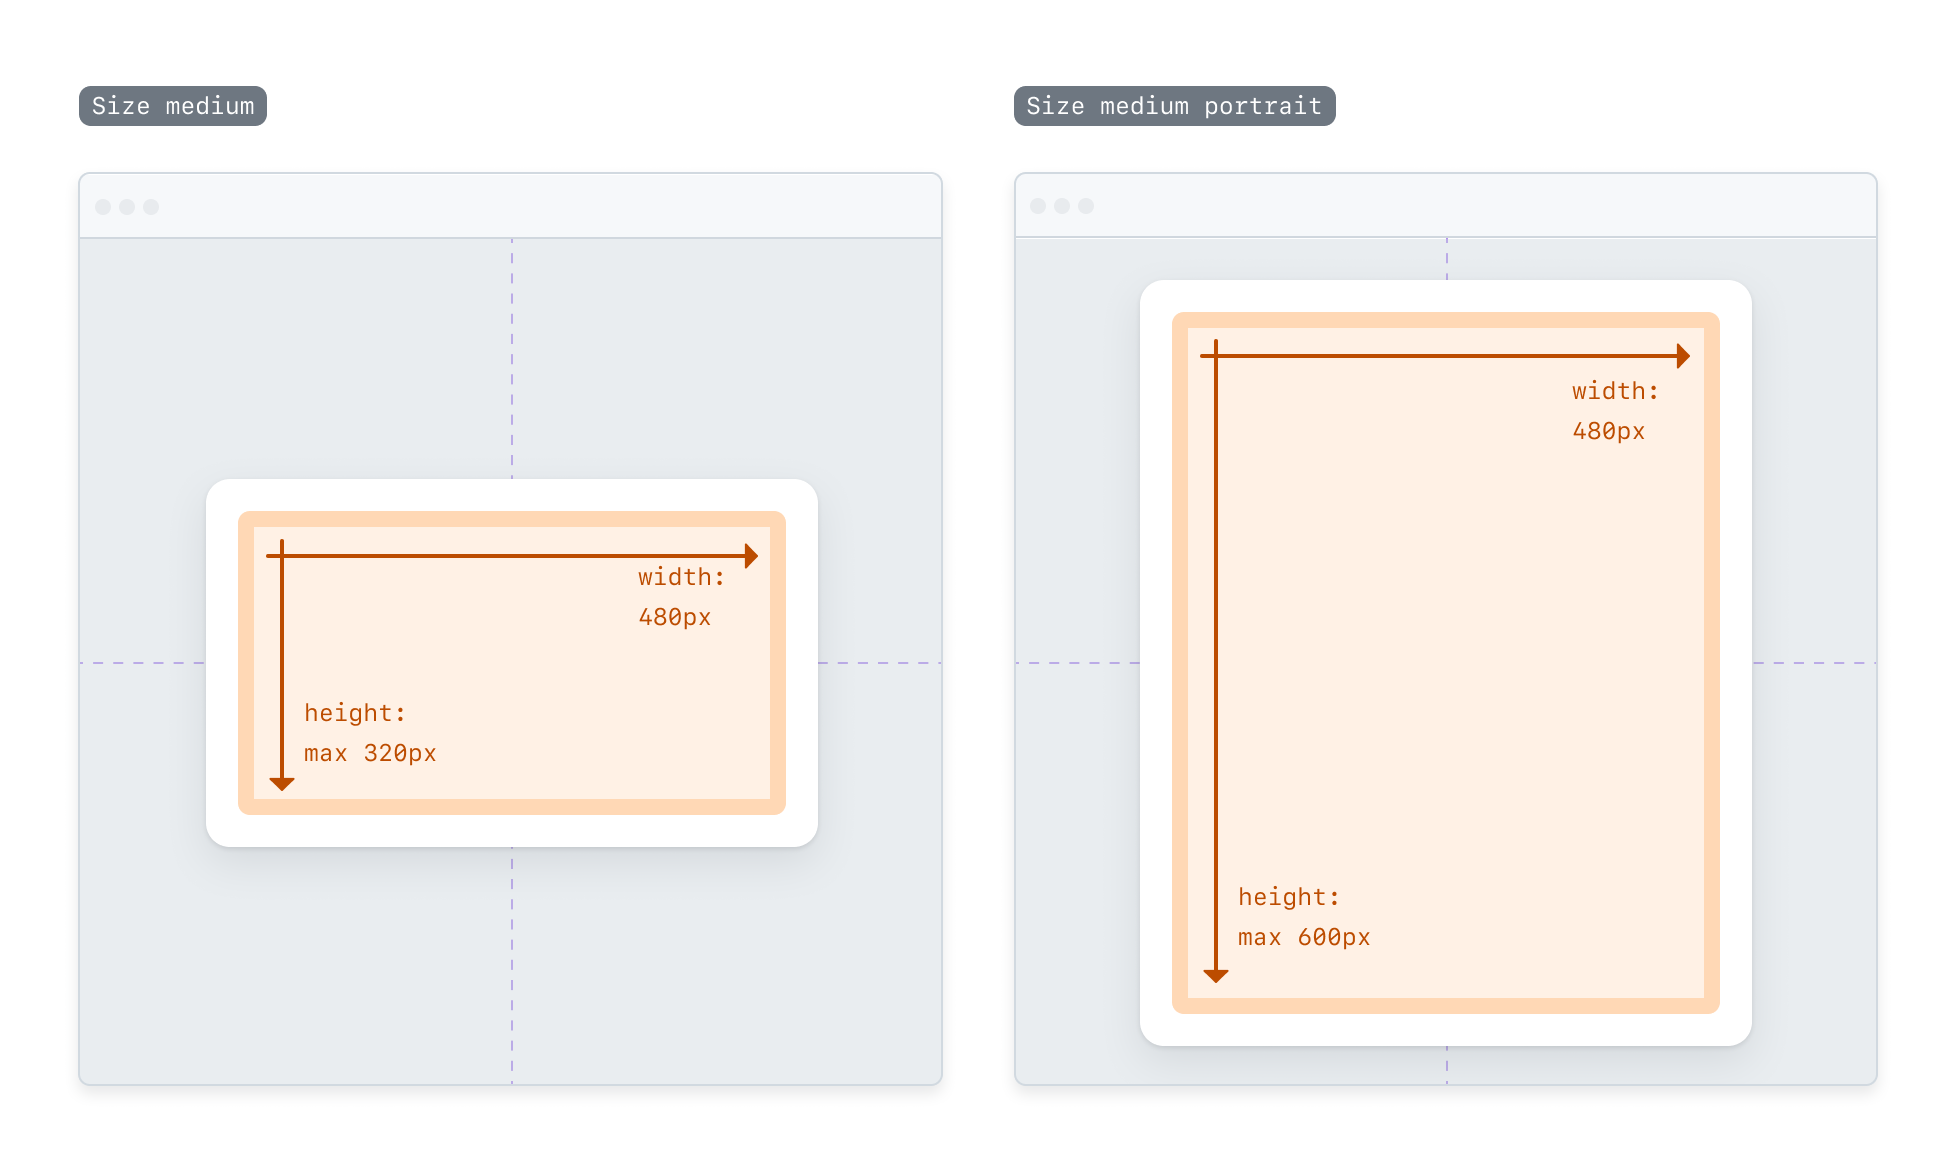 Size medium
width:
480px
height:
max 320px
Size medium portrait
width:
480px
height:
max 600px